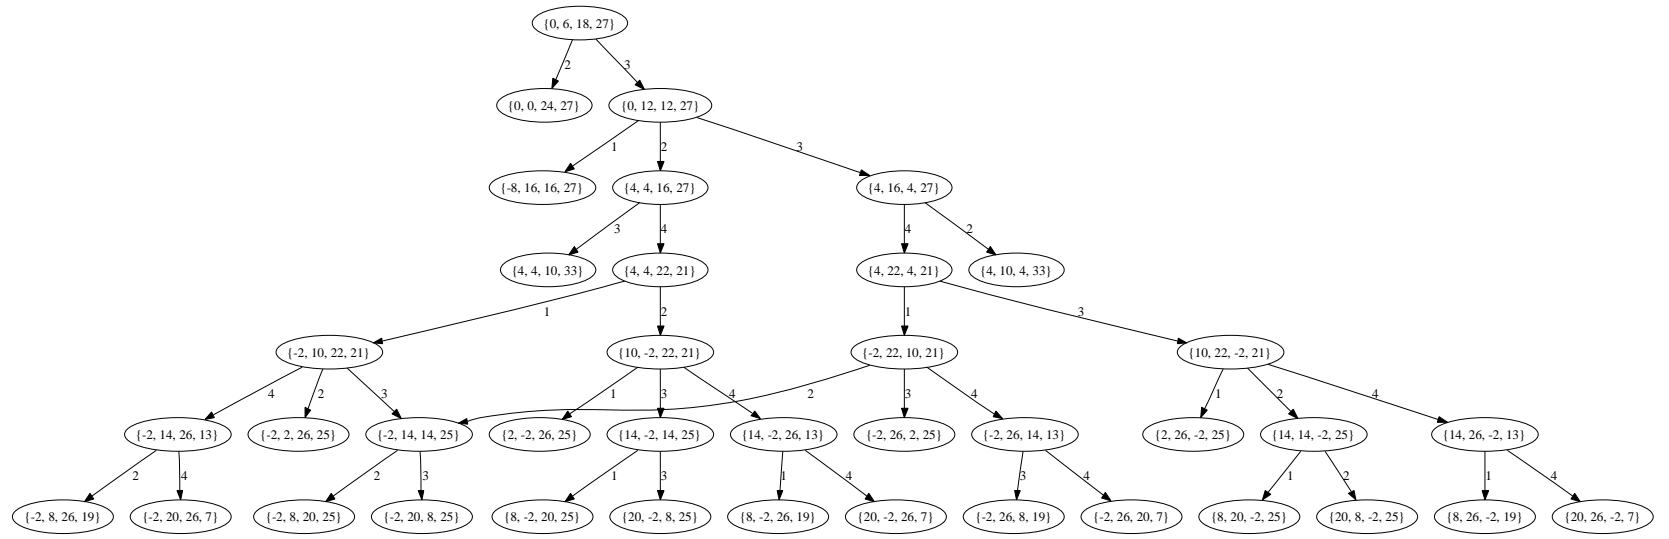 {0, 6, 18, 27}
2
3
{0, 0, 24, 27}
{0, 12, 12, 27}
1
2
3
{-8, 16, 16, 27}
{4, 4, 16, 27}
{4, 16, 4, 27}
3
4
4
2
{4, 4, 10, 33}
{4, 4, 22, 21}
{4, 22, 4, 21}
{4, 10, 4, 33}
1
2
1
3
{-2, 10, 22, 21}
{10, -2, 22, 21}
{-2, 22, 10, 21}
{10, 22, -2, 21}
4
2
3
1
3
4
2
3
4
1
2
4
{-2, 14, 26, 13}
{-2, 2, 26, 25}
{-2, 14, 14, 25}
{2, -2, 26, 25}
{14, -2, 14, 25}
{14, -2, 26, 13}
{-2, 26, 2, 25}
{-2, 26, 14, 13}
{2, 26, -2, 25}
{14, 14, -2, 25}
{14, 26, -2, 13}
2
4
2
3
1
3
1
4
3
4
1
2
1
4
{-2, 8, 26, 19}
{-2, 20, 26, 7}
{-2, 8, 20, 25}
{-2, 20, 8, 25}
{8, -2, 20, 25}
{20, -2, 8, 25}
{8, -2, 26, 19}
{20, -2, 26, 7}
{-2, 26, 8, 19}
{-2, 26, 20, 7}
{8, 20, -2, 25}
{20, 8, -2, 25}
{8, 26, -2, 19}
{20, 26, -2, 7}